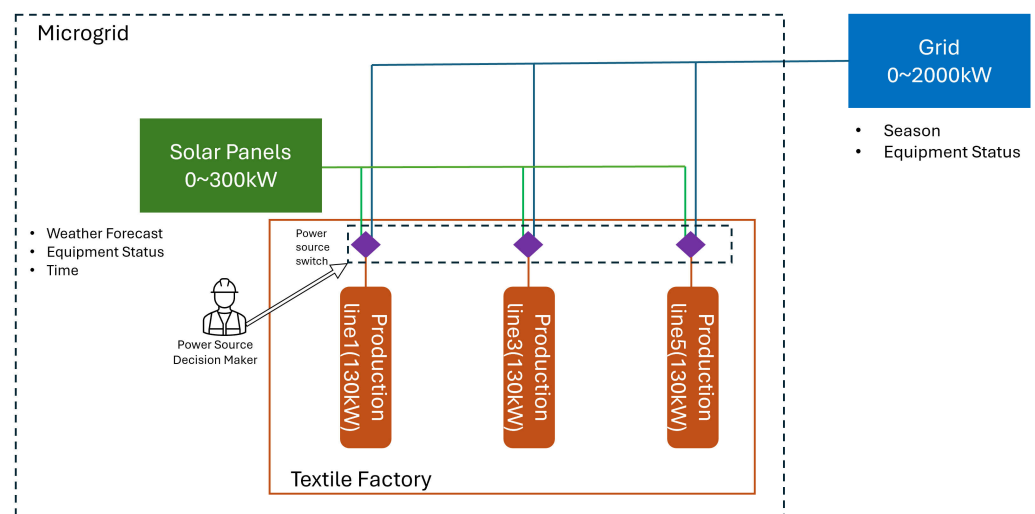 Microgrid
Grid
0~2000kW
• Season
• Equipment Status
Solar Panels
0~300kW
• Weather Forecast
• Equipment Status
• Time
Power
source
switch
Power Source
Decision Maker
Production
line1(130kW)
Production
line3(130kW)
Production
line5(130kW)
Textile Factory